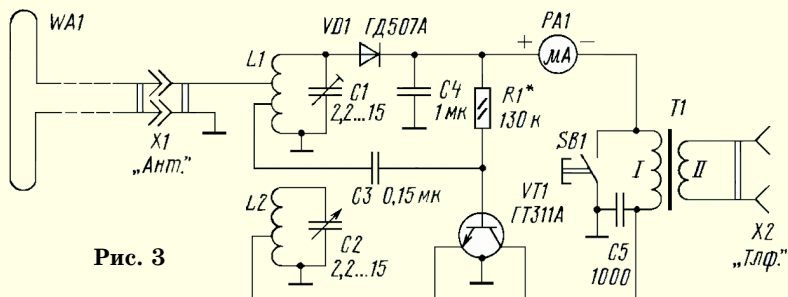 WA1
L1
VD1 ГД507А
+ PA1 −
μA
C1
2,2...15
C4
1 мк
R1*
130 к
X1
„Ант."
SB1
T1
I
II
C3 0,15 мк
L2
C2
2,2...15
VT1
ГТ311А
C5
1000
X2
„Тлф."
Рис. 3